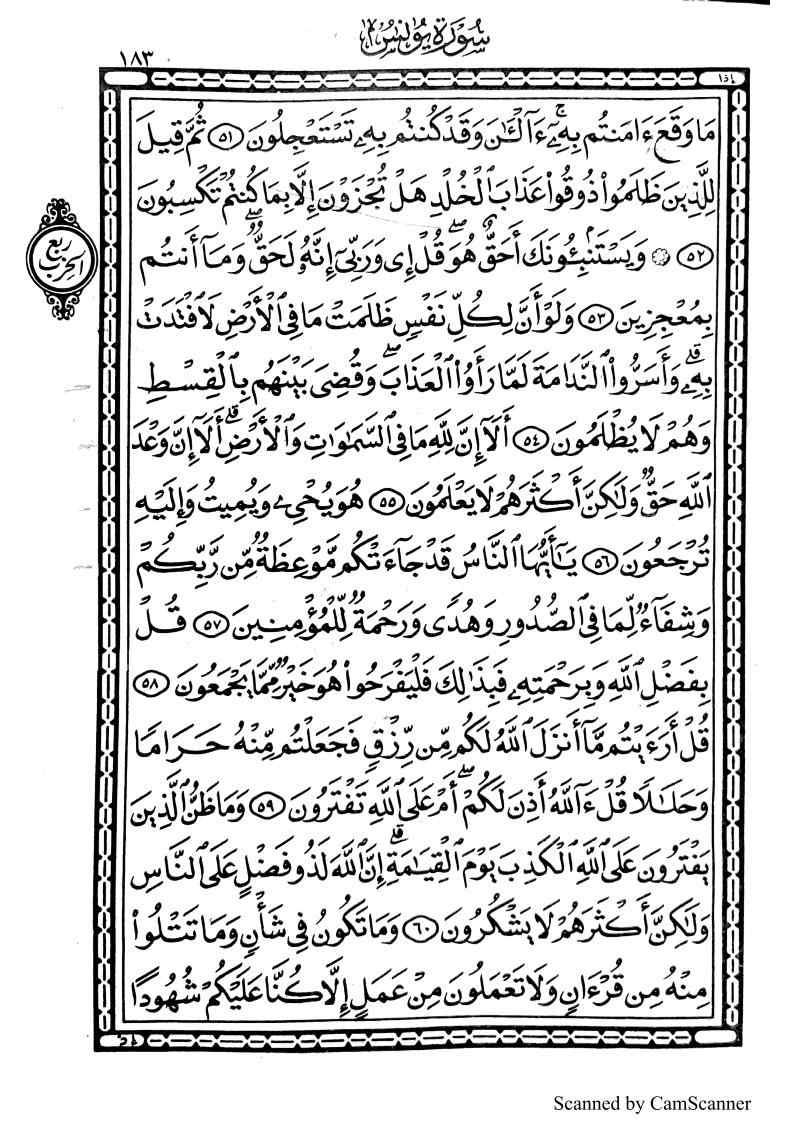 سُورَةُ يُونُس
١٨٣
إذا
مَا وَقَعَ ءَامَنتُم بِهِۦٓۚ ءَآلْـَٰٔنَ وَقَدْ كُنتُم بِهِۦ تَسْتَعْجِلُونَ ٥١ ثُمَّ قِيلَ
لِلَّذِينَ ظَلَمُوا۟ ذُوقُوا۟ عَذَابَ ٱلْخُلْدِ هَلْ تُجْزَوْنَ إِلَّا بِمَا كُنتُمْ تَكْسِبُونَ
٥٢ ۞ وَيَسْتَنۢبِـُٔونَكَ أَحَقٌّ هُوَۖ قُلْ إِى وَرَبِّىٓ إِنَّهُۥ لَحَقٌّۖ وَمَآ أَنتُم
ربع
الحزب
بِمُعْجِزِينَ ٥٣ وَلَوْ أَنَّ لِكُلِّ نَفْسٍ ظَلَمَتْ مَا فِى ٱلْأَرْضِ لَٱفْتَدَتْ
بِهِۦۗ وَأَسَرُّوا۟ ٱلنَّدَامَةَ لَمَّا رَأَوُا۟ ٱلْعَذَابَۖ وَقُضِىَ بَيْنَهُم بِٱلْقِسْطِ
وَهُمْ لَا يُظْلَمُونَ ٥٤ أَلَآ إِنَّ لِلَّهِ مَا فِى ٱلسَّمَٰوَٰتِ وَٱلْأَرْضِۗ أَلَآ إِنَّ وَعْدَ
ٱللَّهِ حَقٌّ وَلَٰكِنَّ أَكْثَرَهُمْ لَا يَعْلَمُونَ ٥٥ هُوَ يُحْىِۦ وَيُمِيتُ وَإِلَيْهِ
تُرْجَعُونَ ٥٦ يَٰٓأَيُّهَا ٱلنَّاسُ قَدْ جَآءَتْكُم مَّوْعِظَةٌ مِّن رَّبِّكُمْ
وَشِفَآءٌ لِّمَا فِى ٱلصُّدُورِ وَهُدًى وَرَحْمَةٌ لِّلْمُؤْمِنِينَ ٥٧ قُلْ
بِفَضْلِ ٱللَّهِ وَبِرَحْمَتِهِۦ فَبِذَٰلِكَ فَلْيَفْرَحُوا۟ هُوَ خَيْرٌ مِّمَّا يَجْمَعُونَ ٥٨
قُلْ أَرَءَيْتُم مَّآ أَنزَلَ ٱللَّهُ لَكُم مِّن رِّزْقٍ فَجَعَلْتُم مِّنْهُ حَرَامًا
وَحَلَٰلًا قُلْ ءَآللَّهُ أَذِنَ لَكُمْۖ أَمْ عَلَى ٱللَّهِ تَفْتَرُونَ ٥٩ وَمَا ظَنُّ ٱلَّذِينَ
يَفْتَرُونَ عَلَى ٱللَّهِ ٱلْكَذِبَ يَوْمَ ٱلْقِيَٰمَةِۗ إِنَّ ٱللَّهَ لَذُو فَضْلٍ عَلَى ٱلنَّاسِ
وَلَٰكِنَّ أَكْثَرَهُمْ لَا يَشْكُرُونَ ٦٠ وَمَا تَكُونُ فِى شَأْنٍ وَمَا تَتْلُوا۟
مِنْهُ مِن قُرْءَانٍ وَلَا تَعْمَلُونَ مِنْ عَمَلٍ إِلَّا كُنَّا عَلَيْكُمْ شُهُودًا
إذ
Scanned by CamScanner